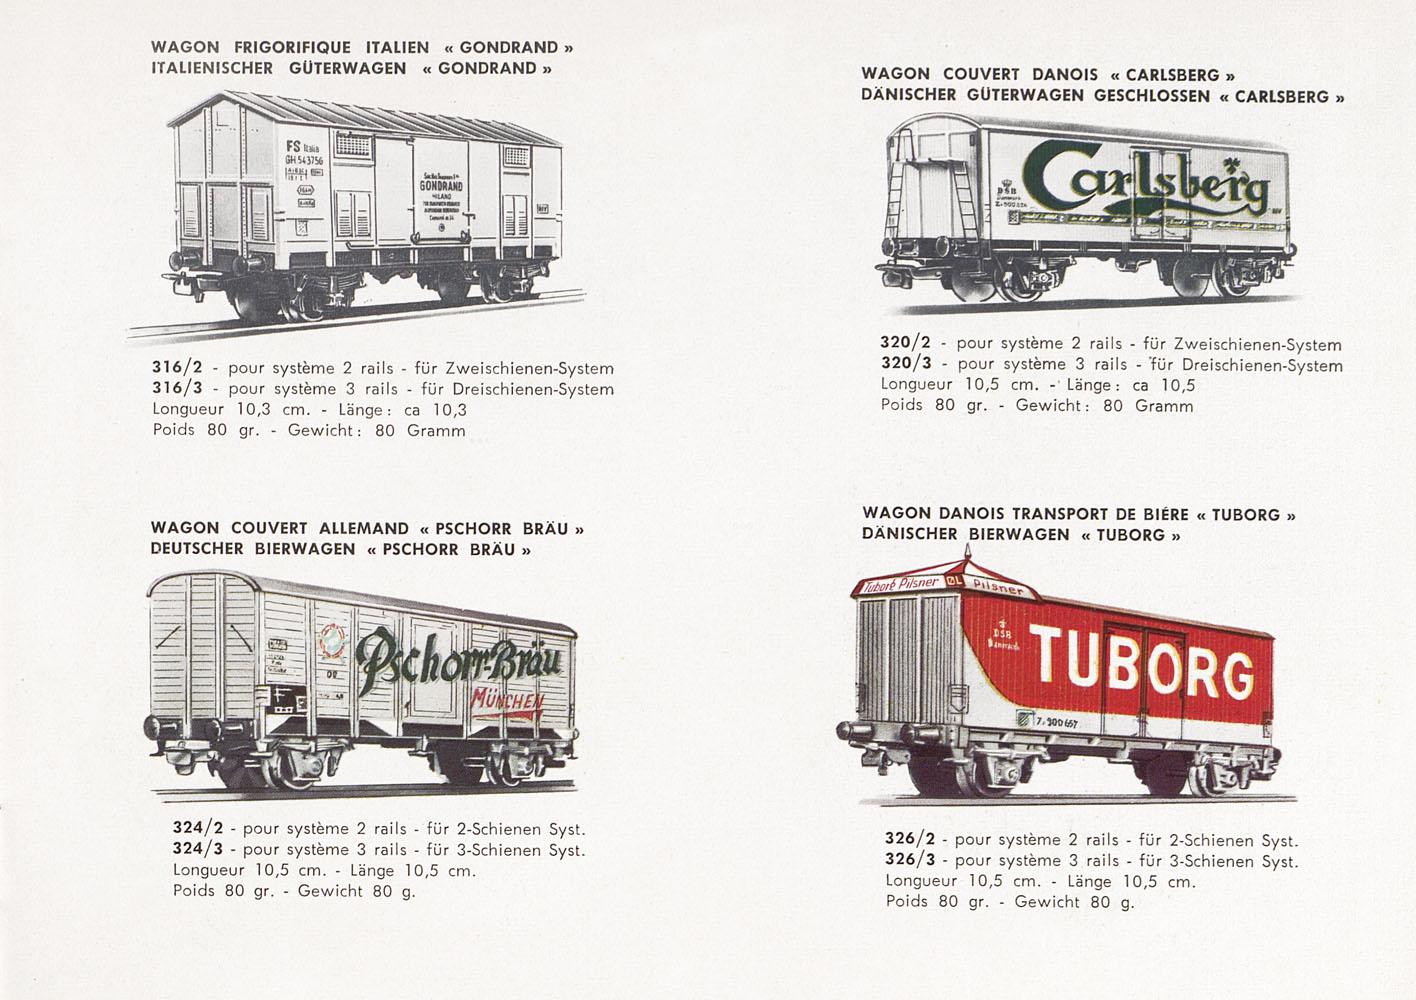 WAGON FRIGORIFIQUE ITALIEN « GONDRAND »
ITALIENISCHER GÜTERWAGEN « GONDRAND »
FS Italia
GH 543756
GONDRAND
MILANO
316/2 - pour système 2 rails - für Zweischienen-System
316/3 - pour système 3 rails - für Dreischienen-System
Longueur 10,3 cm. - Länge : ca 10,3
Poids 80 gr. - Gewicht : 80 Gramm
WAGON COUVERT DANOIS « CARLSBERG »
DÄNISCHER GÜTERWAGEN GESCHLOSSEN « CARLSBERG »
Carlsberg
DSB
320/2 - pour système 2 rails - für Zweischienen-System
320/3 - pour système 3 rails - für Dreischienen-System
Longueur 10,5 cm. - Länge : ca 10,5
Poids 80 gr. - Gewicht : 80 Gramm
WAGON COUVERT ALLEMAND « PSCHORR BRÄU »
DEUTSCHER BIERWAGEN « PSCHORR BRÄU »
Pschorr-Bräu
MÜNCHEN
324/2 - pour système 2 rails - für 2-Schienen Syst.
324/3 - pour système 3 rails - für 3-Schienen Syst.
Longueur 10,5 cm. - Länge 10,5 cm.
Poids 80 gr. - Gewicht 80 g.
WAGON DANOIS TRANSPORT DE BIÉRE « TUBORG »
DÄNISCHER BIERWAGEN « TUBORG »
Tuborg Pilsner ØL Pilsner
DSB
Danmark
TUBORG
7. 900 657
326/2 - pour système 2 rails - für 2-Schienen Syst.
326/3 - pour système 3 rails - für 3-Schienen Syst.
Longueur 10,5 cm. - Länge 10,5 cm.
Poids 80 gr. - Gewicht 80 g.